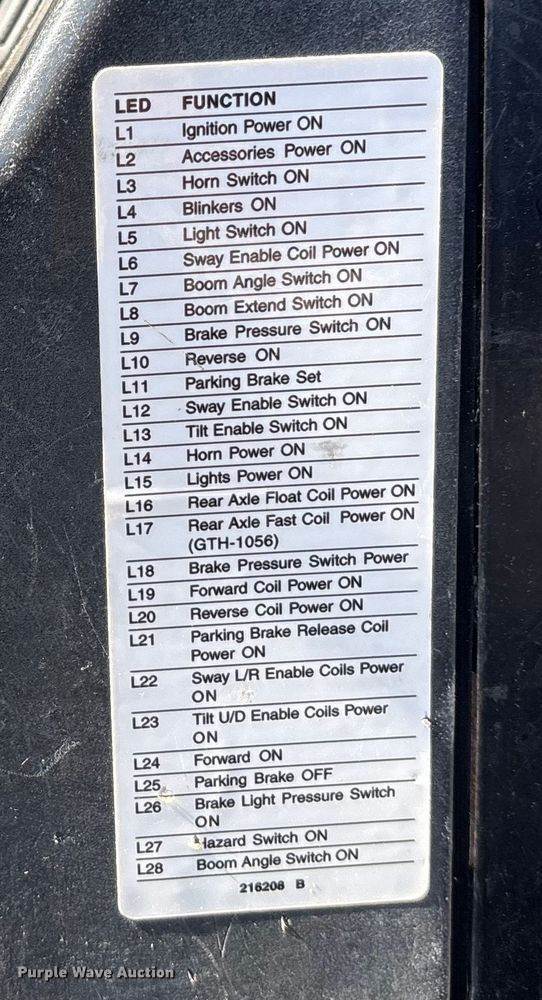 LED FUNCTION
L1 Ignition Power ON
L2 Accessories Power ON
L3 Horn Switch ON
L4 Blinkers ON
L5 Light Switch ON
L6 Sway Enable Coil Power ON
L7 Boom Angle Switch ON
L8 Boom Extend Switch ON
L9 Brake Pressure Switch ON
L10 Reverse ON
L11 Parking Brake Set
L12 Sway Enable Switch ON
L13 Tilt Enable Switch ON
L14 Horn Power ON
L15 Lights Power ON
L16 Rear Axle Float Coil Power ON
L17 Rear Axle Fast Coil Power ON
(GTH-1056)
L18 Brake Pressure Switch Power
L19 Forward Coil Power ON
L20 Reverse Coil Power ON
L21 Parking Brake Release Coil
Power ON
L22 Sway L/R Enable Coils Power
ON
L23 Tilt U/D Enable Coils Power
ON
L24 Forward ON
L25 Parking Brake OFF
L26 Brake Light Pressure Switch
ON
L27 Hazard Switch ON
L28 Boom Angle Switch ON
216208 B
Purple Wave Auction